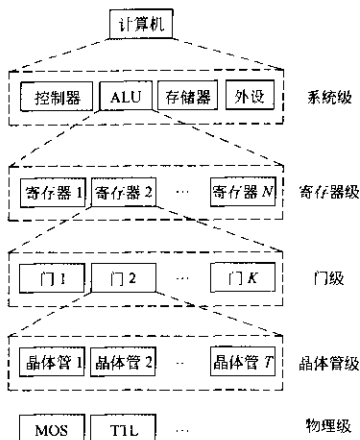 计算机
控制器 ALU 存储器 外设 系统级
寄存器 1 寄存器 2 … 寄存器 N 寄存器级
门 1 门 2 … 门 K 门级
晶体管 1 晶体管 2 … 晶体管 T 晶体管级
MOS TTL … 物理级